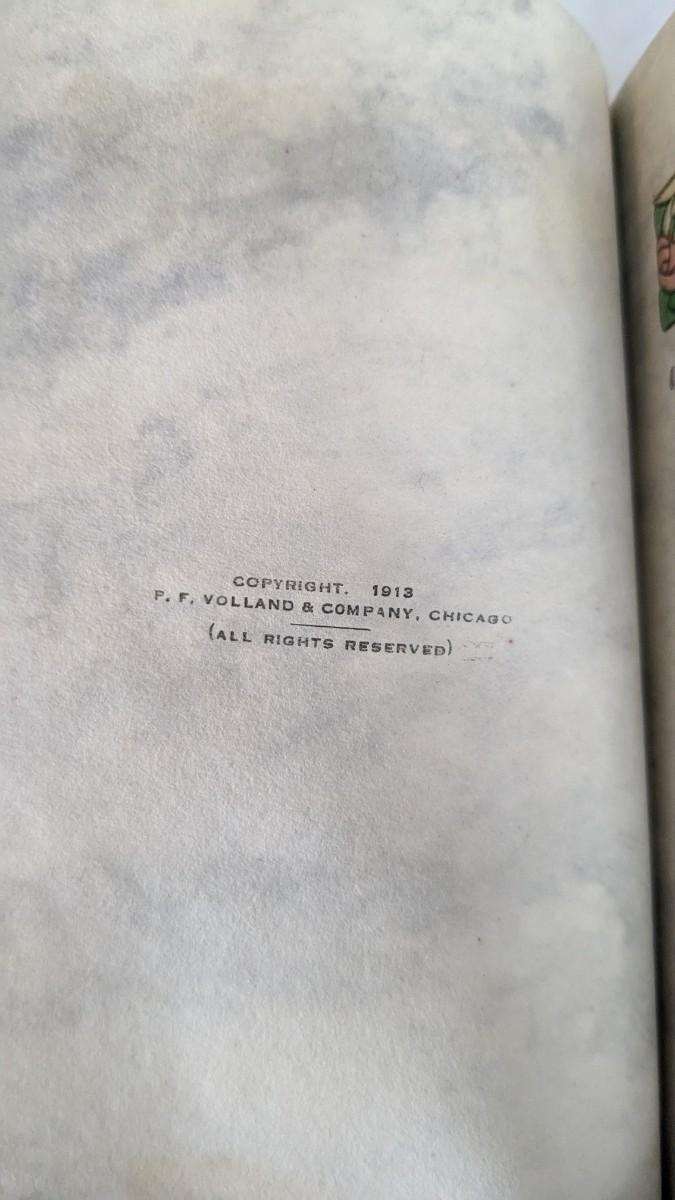 COPYRIGHT. 1913
P. F. VOLLAND & COMPANY, CHICAGO
(ALL RIGHTS RESERVED)